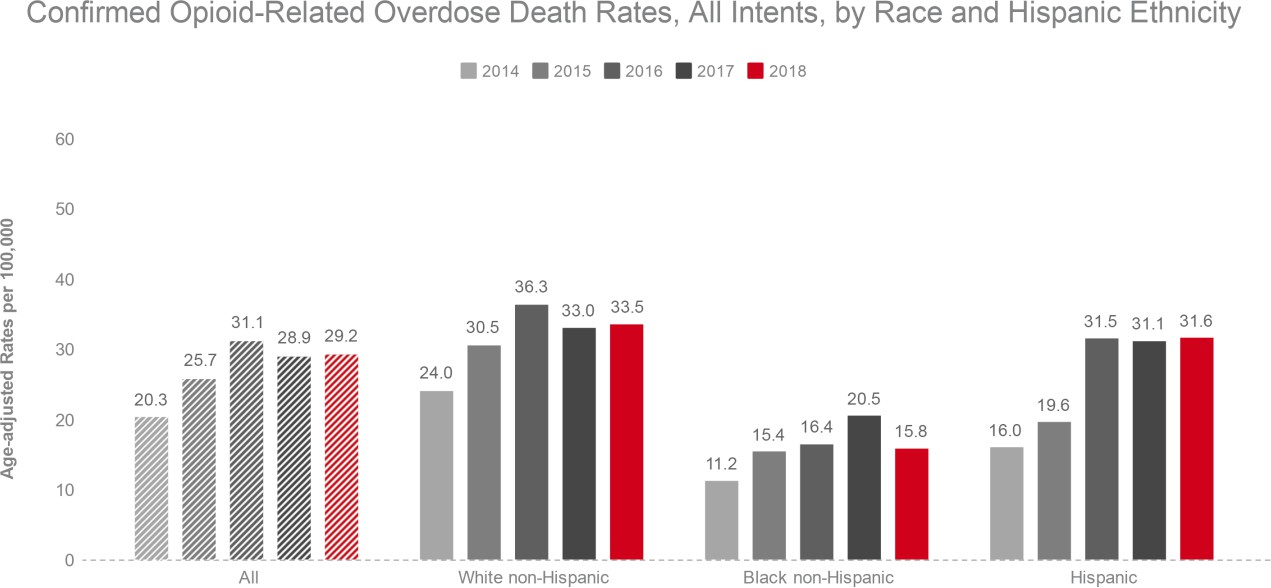 Confirmed Opioid-Related Overdose Death Rates, All Intents, by Race and Hispanic Ethnicity
2014 2015 2016 2017 2018
Age-adjusted Rates per 100,000
60
50
40
30
20
10
0
20.3 25.7 31.1 28.9 29.2
24.0 30.5 36.3 33.0 33.5
11.2 15.4 16.4 20.5 15.8
16.0 19.6 31.5 31.1 31.6
All White non-Hispanic Black non-Hispanic Hispanic